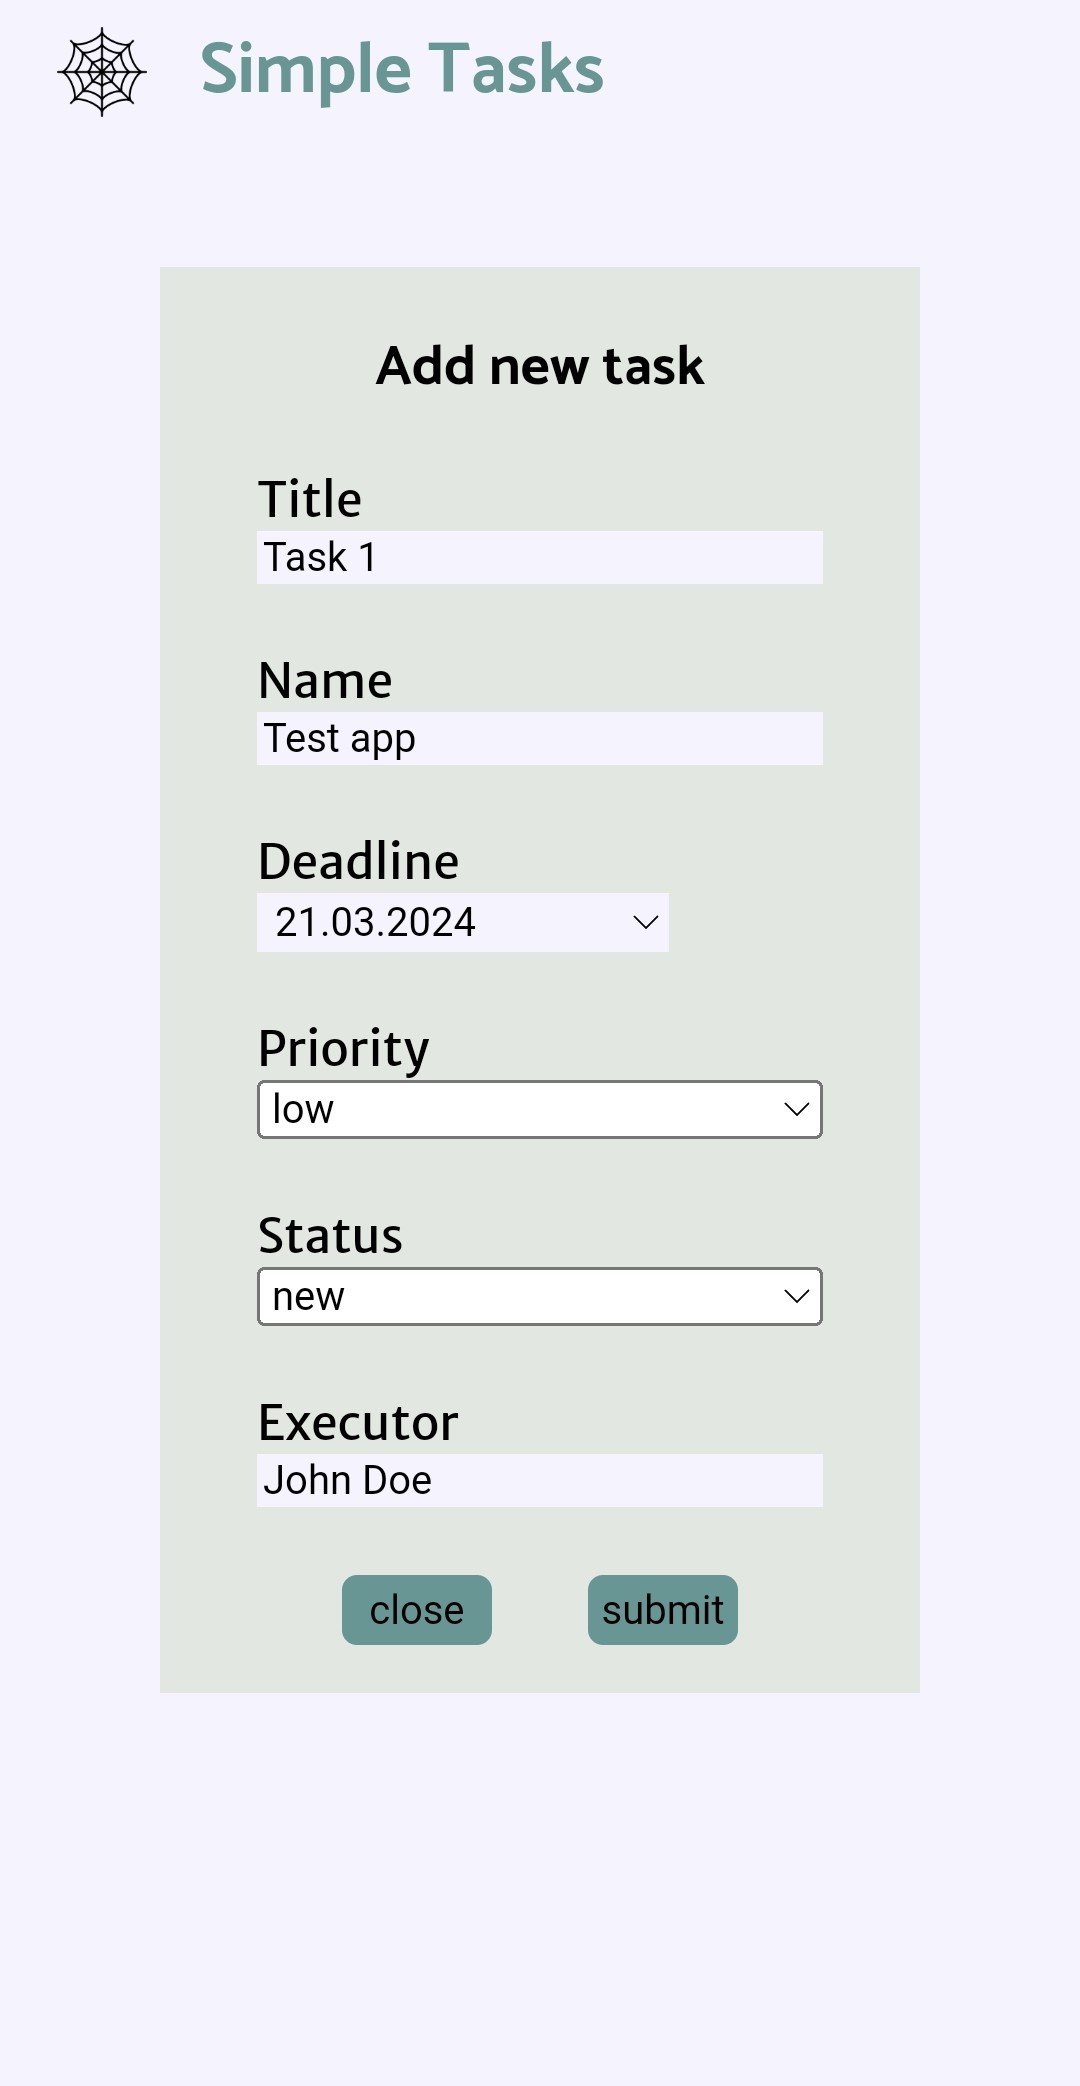 Simple Tasks
Add new task
Title
Task 1
Name
Test app
Deadline
21.03.2024
Priority
low
Status
new
Executor
John Doe
close submit